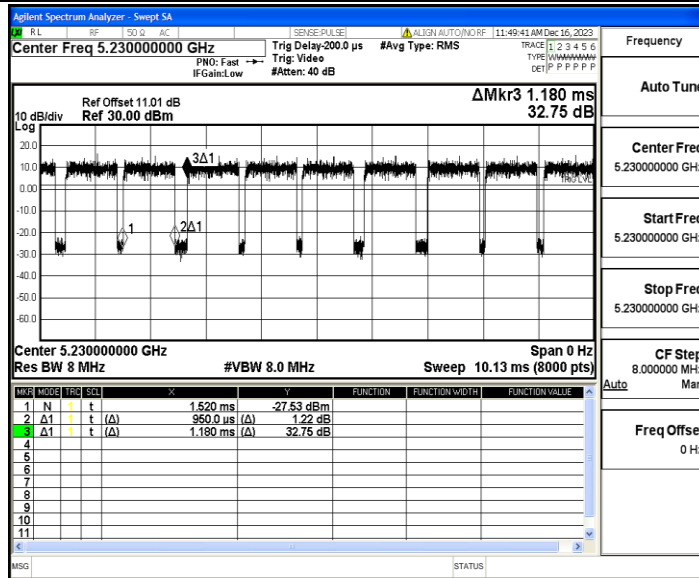 Agilent Spectrum Analyzer - Swept SA
RL RF 50 Ω AC SENSE:PULSE ALIGN AUTO/NO RF 11:49:41 AM Dec 16, 2023
Center Freq 5.230000000 GHz
PNO: Fast
IFGain:Low
Trig Delay-200.0 µs
Trig: Video
#Atten: 40 dB
#Avg Type: RMS
TRACE 1 2 3 4 5 6
TYPE WWWWWW
DET P P P P P P
ΔMkr3 1.180 ms
32.75 dB
Ref Offset 11.01 dB
10 dB/div Ref 30.00 dBm
Log
20.0
10.0
0.00
-10.0
-20.0
-30.0
-40.0
-50.0
-60.0
3Δ1
TRIG LVL
1
2Δ1
Center 5.230000000 GHz Span 0 Hz
Res BW 8 MHz #VBW 8.0 MHz Sweep 10.13 ms (8000 pts)
MKR MODE TRC SCL X Y FUNCTION FUNCTION WIDTH FUNCTION VALUE
1 N 1 t 1.520 ms -27.53 dBm
2 Δ1 1 t (Δ) 950.0 µs (Δ) 1.22 dB
3 Δ1 1 t (Δ) 1.180 ms (Δ) 32.75 dB
4
5
6
7
8
9
10
11
MSG STATUS
Frequency
Auto Tune
Center Freq
5.230000000 GHz
Start Freq
5.230000000 GHz
Stop Freq
5.230000000 GHz
CF Step
8.000000 MHz
Auto Man
Freq Offset
0 Hz